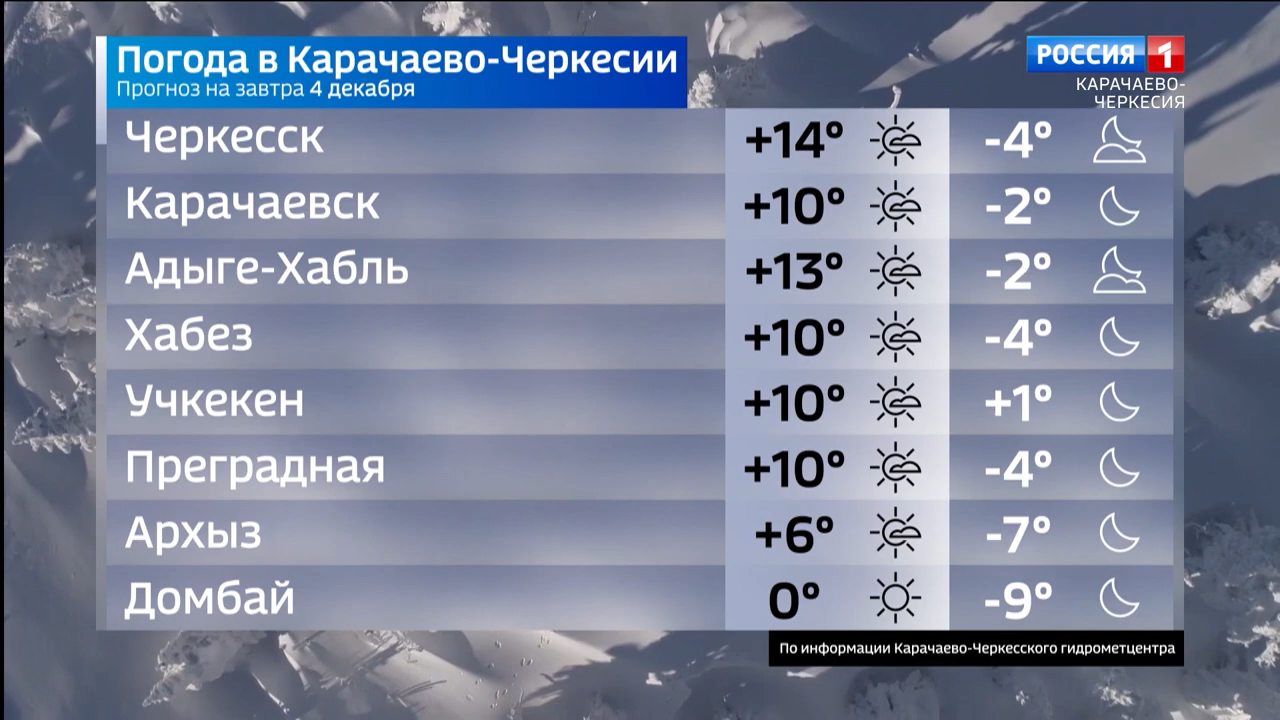 Погода в Карачаево-Черкесии
Прогноз на завтра 4 декабря
РОССИЯ 1
КАРАЧАЕВО-
ЧЕРКЕСИЯ
Черкесск +14° -4°
Карачаевск +10° -2°
Адыге-Хабль +13° -2°
Хабез +10° -4°
Учкекен +10° +1°
Преградная +10° -4°
Архыз +6° -7°
Домбай 0° -9°
По информации Карачаево-Черкесского гидрометцентра